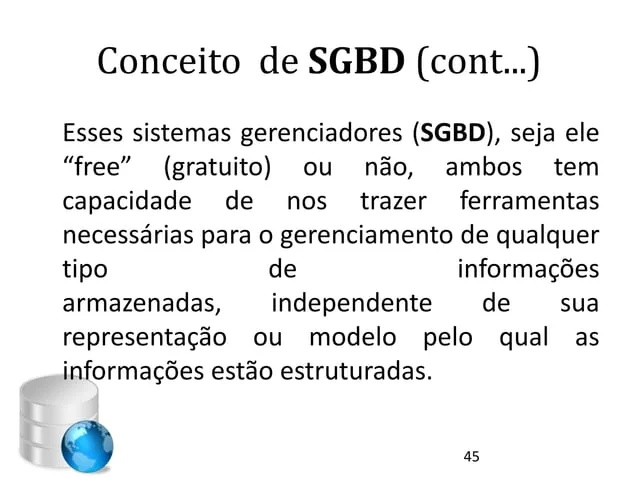 Conceito de SGBD (cont...)
Esses sistemas gerenciadores (SGBD), seja ele
“free” (gratuito) ou não, ambos tem
capacidade de nos trazer ferramentas
necessárias para o gerenciamento de qualquer
tipo de informações
armazenadas, independente de sua
representação ou modelo pelo qual as
informações estão estruturadas.
45